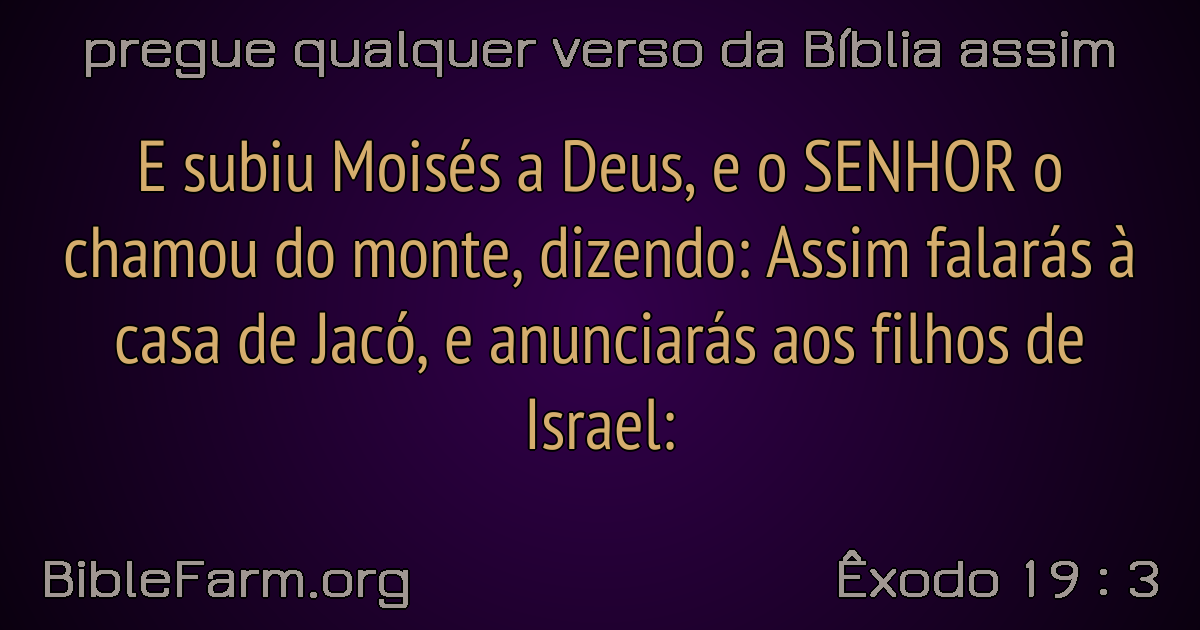 pregue qualquer verso da Bíblia assim
E subiu Moisés a Deus, e o SENHOR o
chamou do monte, dizendo: Assim falarás à
casa de Jacó, e anunciarás aos filhos de
Israel:
BibleFarm.org
Êxodo 19 : 3